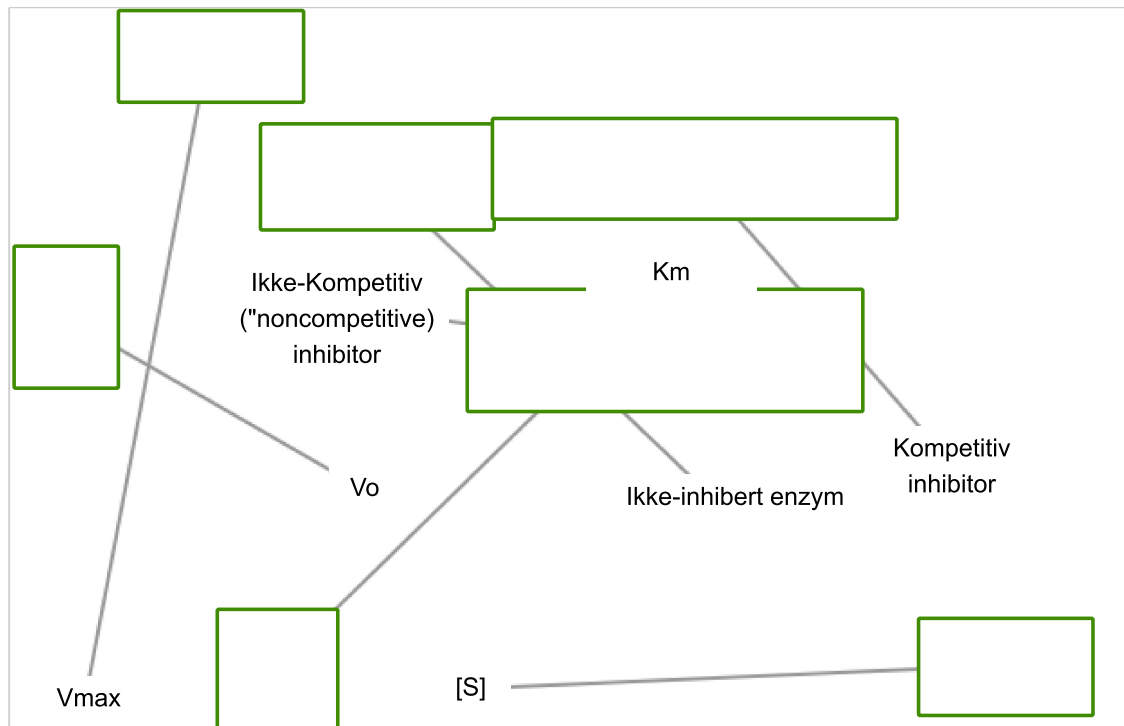 Km
Ikke-Kompetitiv
("noncompetitive)
inhibitor
Kompetitiv
inhibitor
Vo
Ikke-inhibert enzym
[S]
Vmax